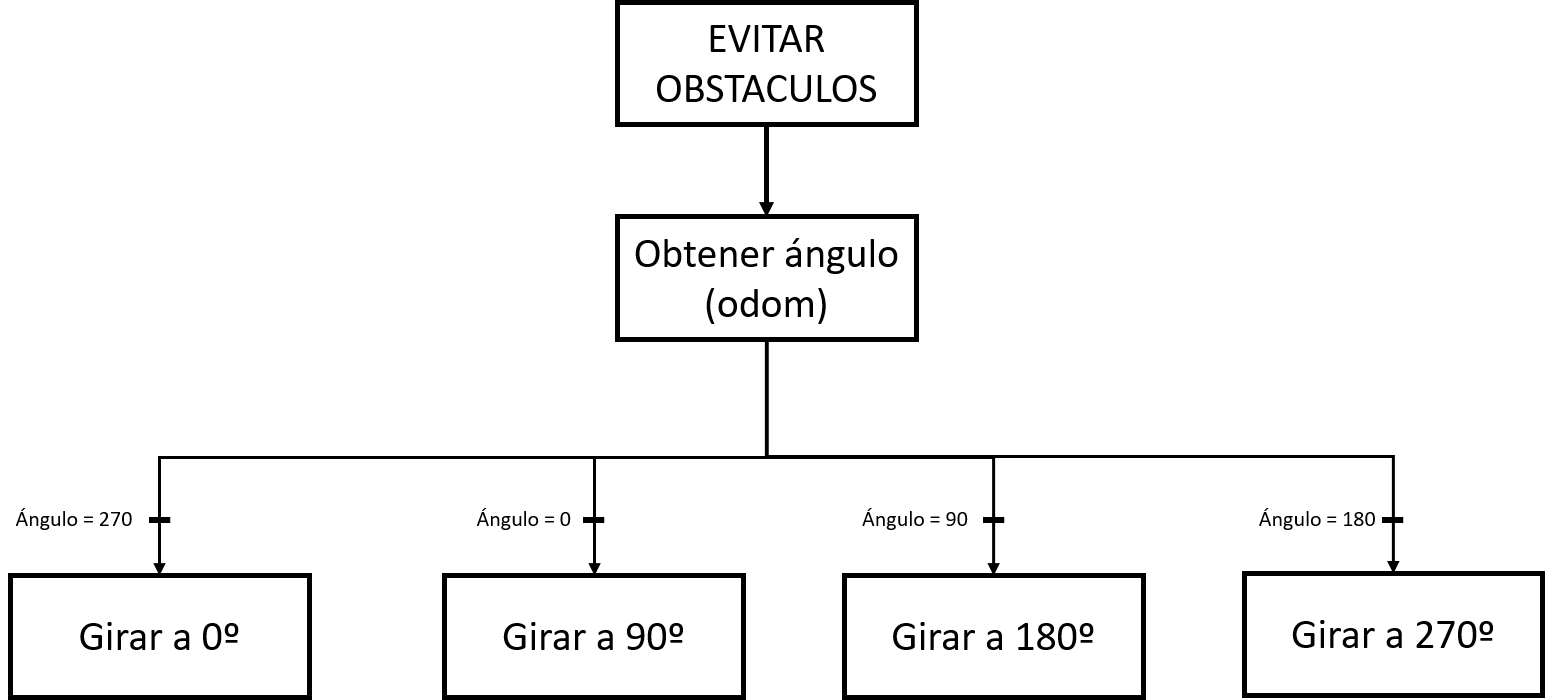 EVITAR
OBSTACULOS
Obtener ángulo
(odom)
Ángulo = 270
Ángulo = 0
Ángulo = 90
Ángulo = 180
Girar a 0º
Girar a 90º
Girar a 180º
Girar a 270º